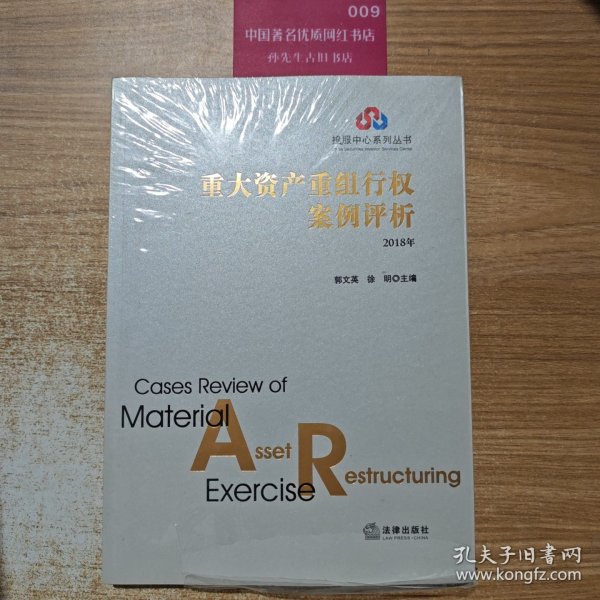 009
中国著名优质网红书店
孙先生古旧书店
投服中心系列丛书
重大资产重组行权
案例评析
2018年
郭文英 徐 明◎主编
Cases Review of
Material
Asset Restructuring
Exercise
法律出版社
LAW PRESS·CHINA
孔夫子旧书网
www.kongfz.com